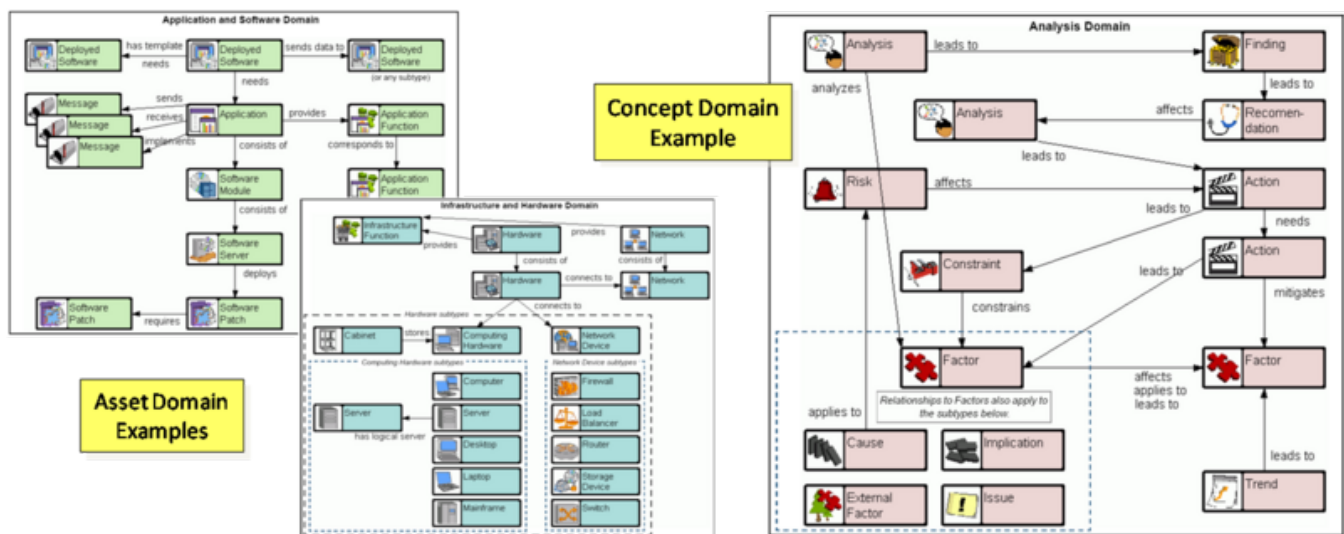 Application and Software Domain
Deployed
Software
has template
needs
Deployed
Software
sends data to
Deployed
Software
(or any subtype)
needs
Message
Message
Message
sends
receives
implements
Application
provides
Application
Function
consists of
corresponds to
Software
Module
Application
Function
consists of
Software
Server
deploys
Software
Patch
requires
Software
Patch
Asset Domain
Examples
Infrastructure and Hardware Domain
Infrastructure
Function
provides
Hardware
provides
Network
consists of
consists of
Hardware
connects to
Network
connects to
Hardware subtypes
Cabinet
stores
Computing
Hardware
Network
Device
Computing Hardware subtypes
Network Device subtypes
Computer
Server
has logical server
Server
Desktop
Laptop
Mainframe
Firewall
Load
Balancer
Router
Storage
Device
Switch
Concept Domain
Example
Analysis Domain
Analysis
leads to
Finding
analyzes
leads to
Analysis
affects
Recomen-
dation
leads to
Risk
affects
Action
leads to
needs
Constraint
leads to
Action
constrains
mitigates
Factor
affects
applies to
leads to
Factor
Relationships to Factors also apply to
the subtypes below.
applies to
Cause
Implication
leads to
External
Factor
Issue
Trend